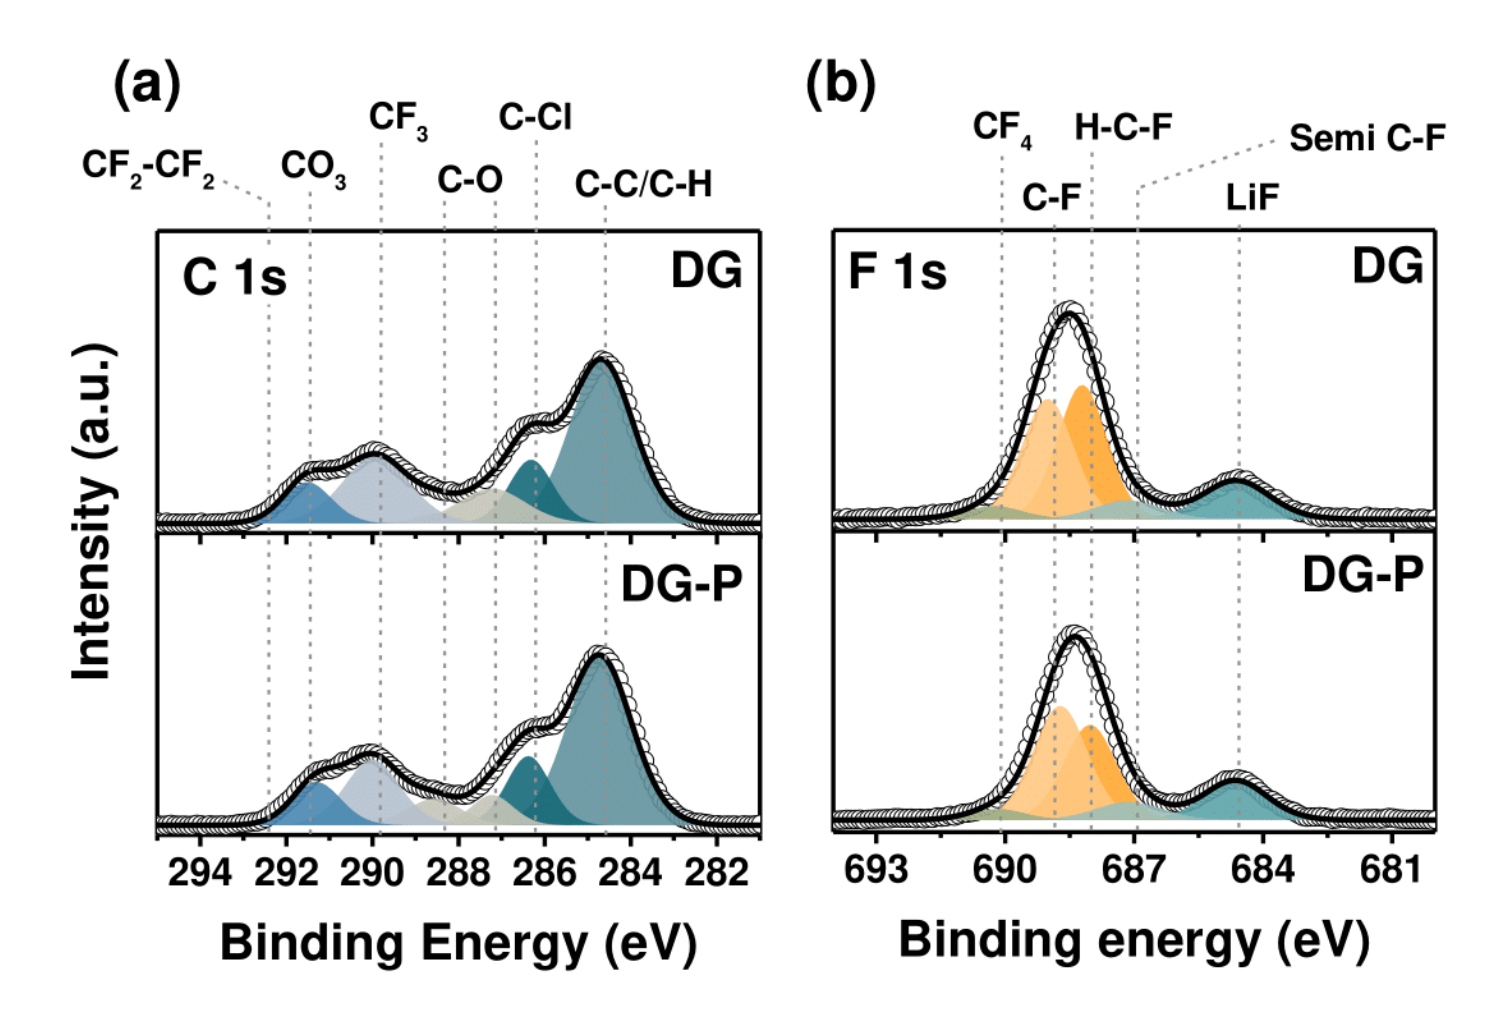 (a)
CF2-CF2
CO3
CF3
C-O
C-Cl
C-C/C-H
C 1s
DG
DG-P
Intensity (a.u.)
294 292 290 288 286 284 282
Binding Energy (eV)
(b)
CF4
C-F
H-C-F
Semi C-F
LiF
F 1s
DG
DG-P
693 690 687 684 681
Binding energy (eV)